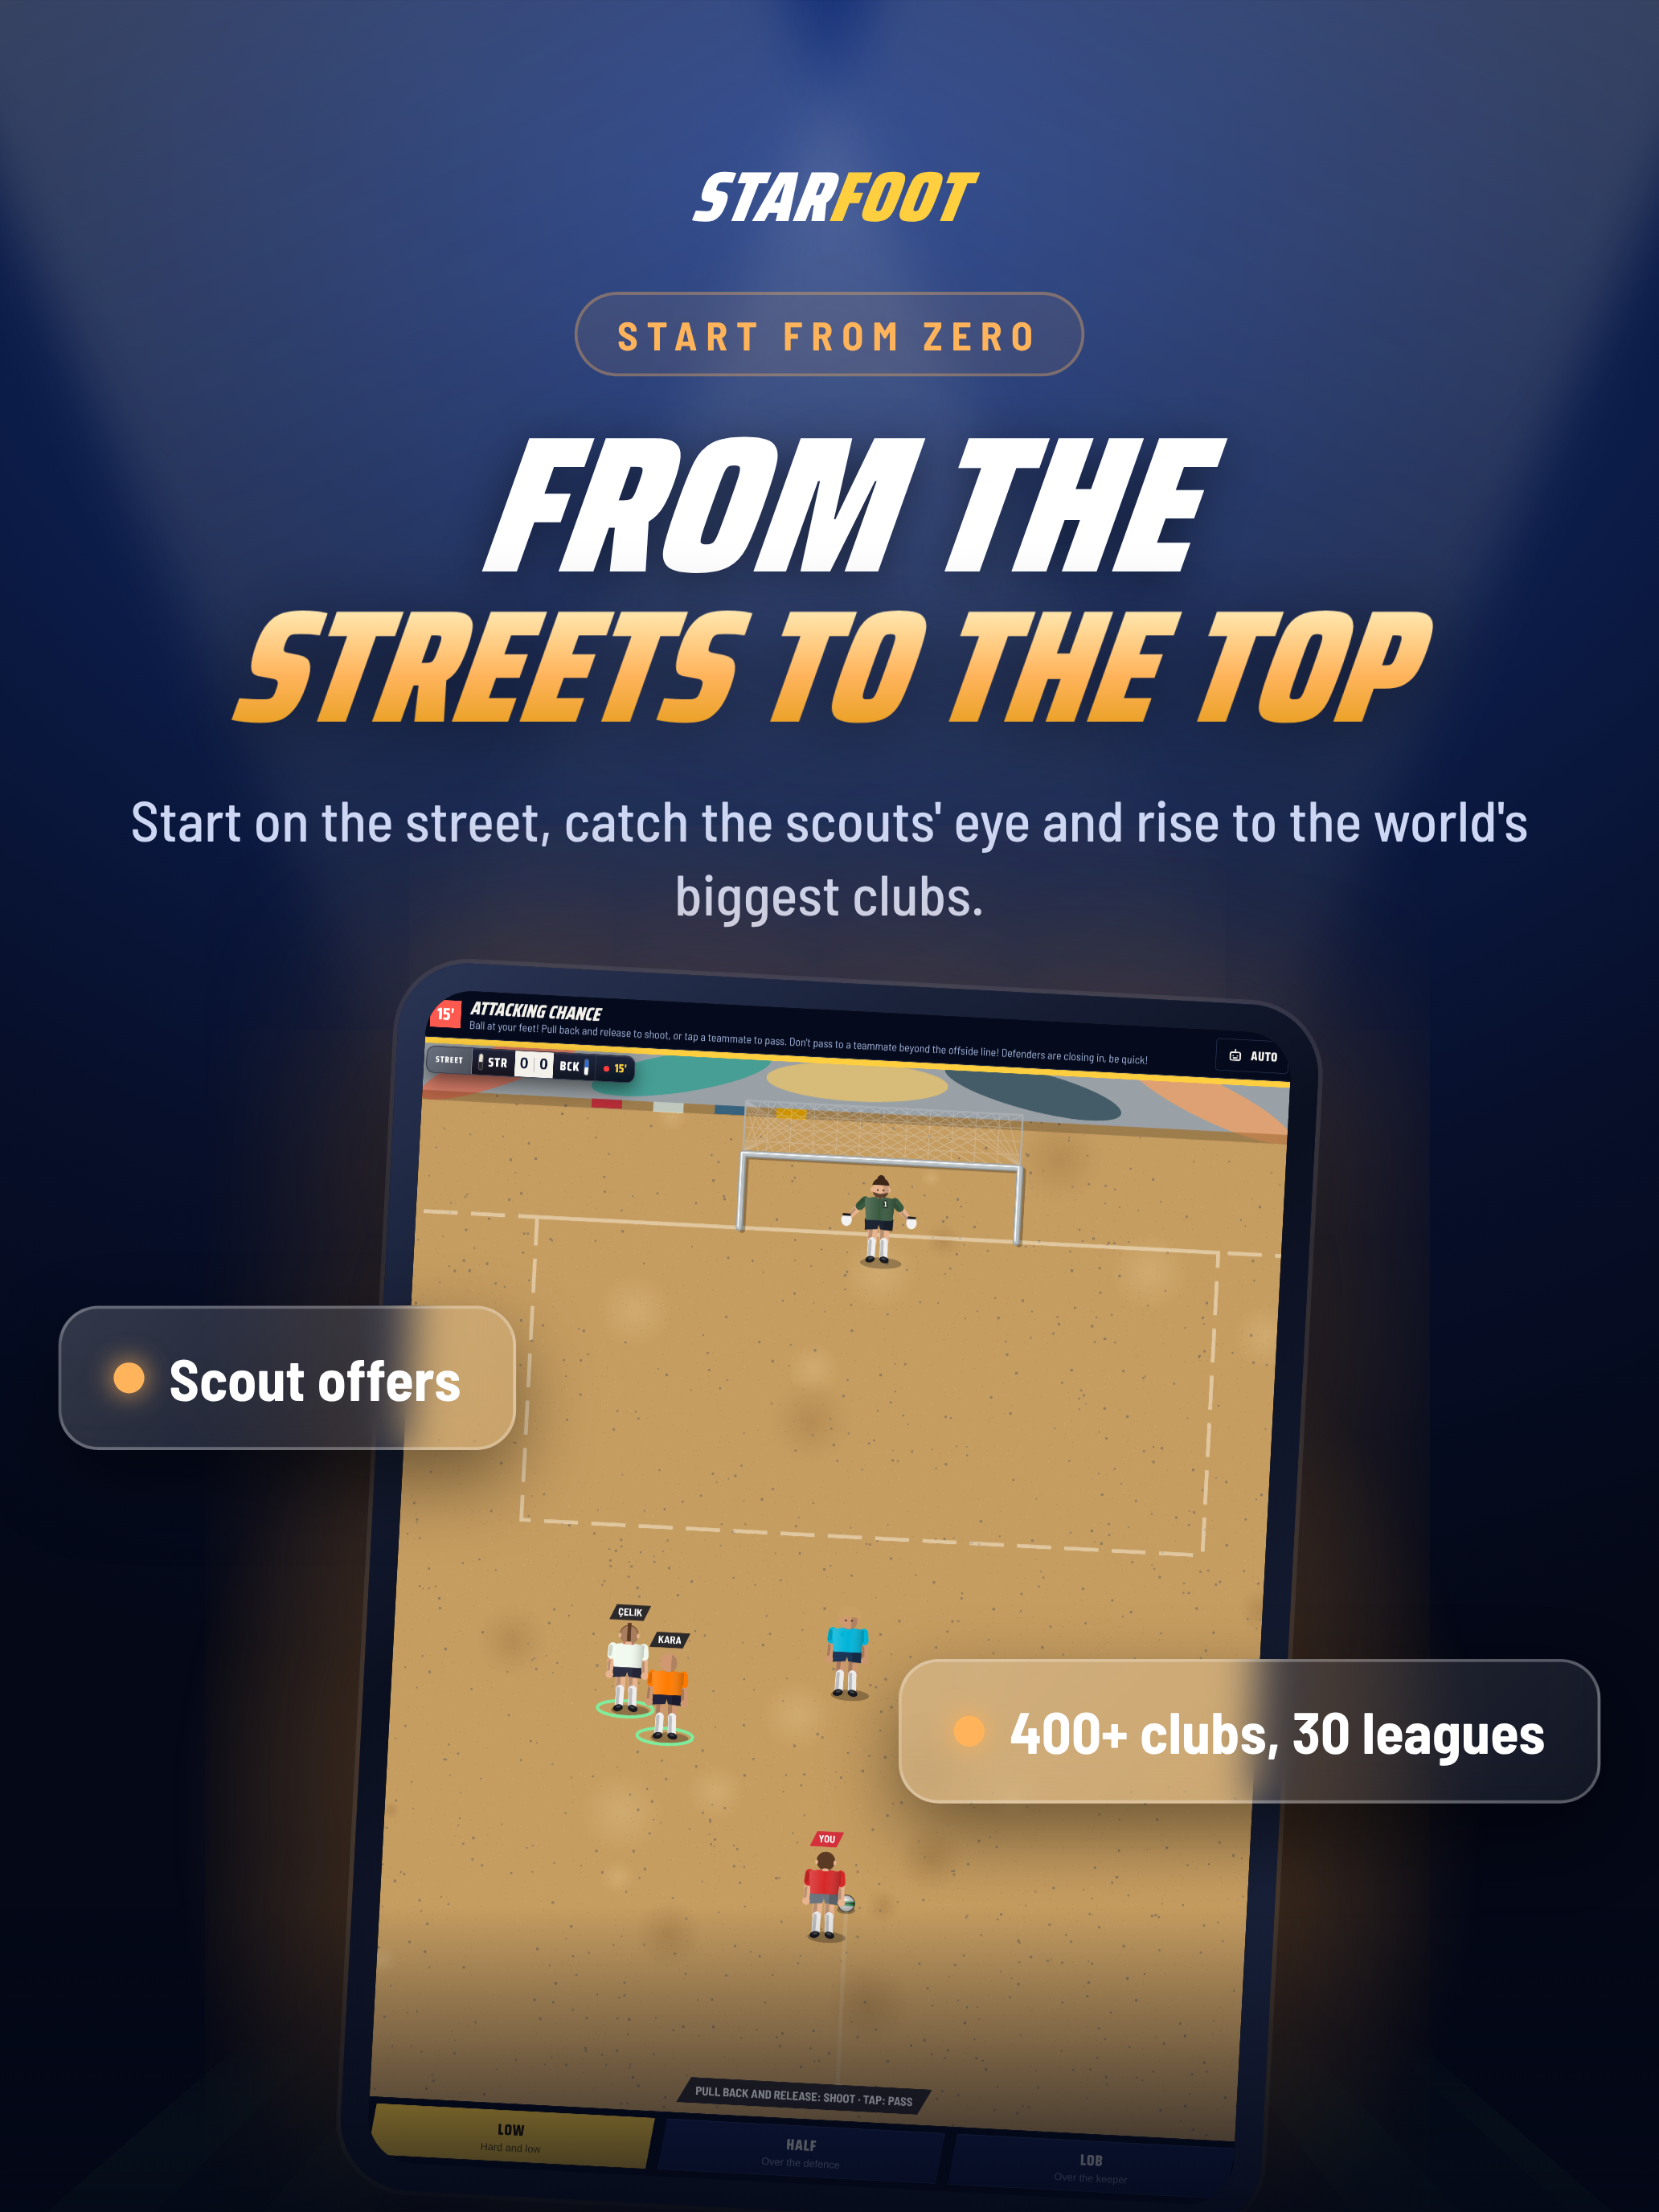 STARFOOT
START FROM ZERO
FROM THE
STREETS TO THE TOP
Start on the street, catch the scouts' eye and rise to the world's
biggest clubs.
15'
ATTACKING CHANCE
Ball at your feet! Pull back and release to shoot, or tap a teammate to pass. Don't pass to a teammate beyond the offside line! Defenders are closing in, be quick!
AUTO
STREET STR 0 0 BCK 15'
1
Scout offers
ÇELIK
KARA
400+ clubs, 30 leagues
YOU
PULL BACK AND RELEASE: SHOOT · TAP: PASS
LOW
Hard and low
HALF
Over the defence
LOB
Over the keeper